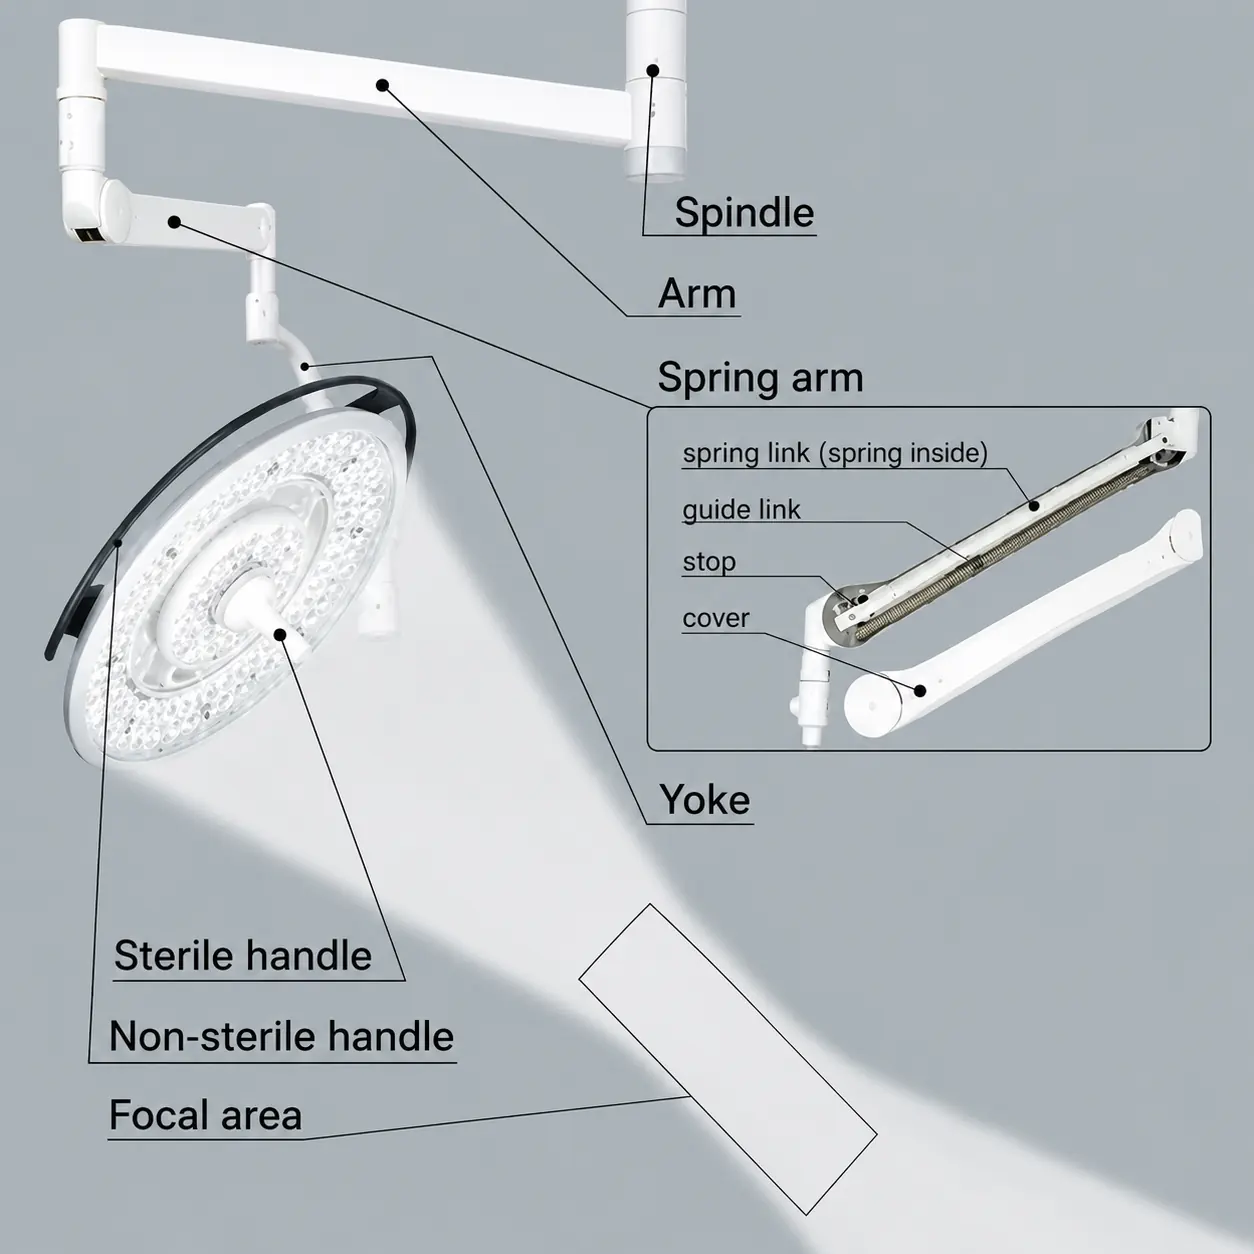 Spindle
Arm
Spring arm
spring link (spring inside)
guide link
stop
cover
Yoke
Sterile handle
Non-sterile handle
Focal area